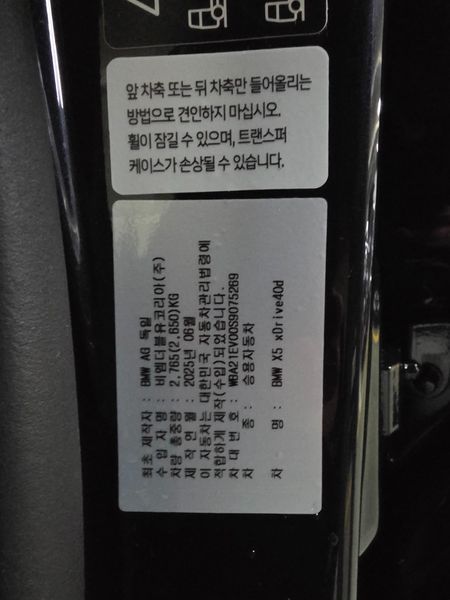 앞 차축 또는 뒤 차축만 들어올리는
방법으로 견인하지 마십시오.
휠이 잠길 수 있으며, 트랜스퍼
케이스가 손상될 수 있습니다.
최초 제작자 : BMW AG 독일
수 입 자 명 : 비엠더블유코리아(주)
차량 총중량 : 2,765(2,650)KG
제 작 연 월 : 2025년 06월
이 자동차는 대한민국 자동차관리법령에
적합하게 제작(수입)되었습니다.
차 대 번 호 : WBA21EV00S9075269
차 종 : 승용자동차
차 명 : BMW X5 xDrive40d